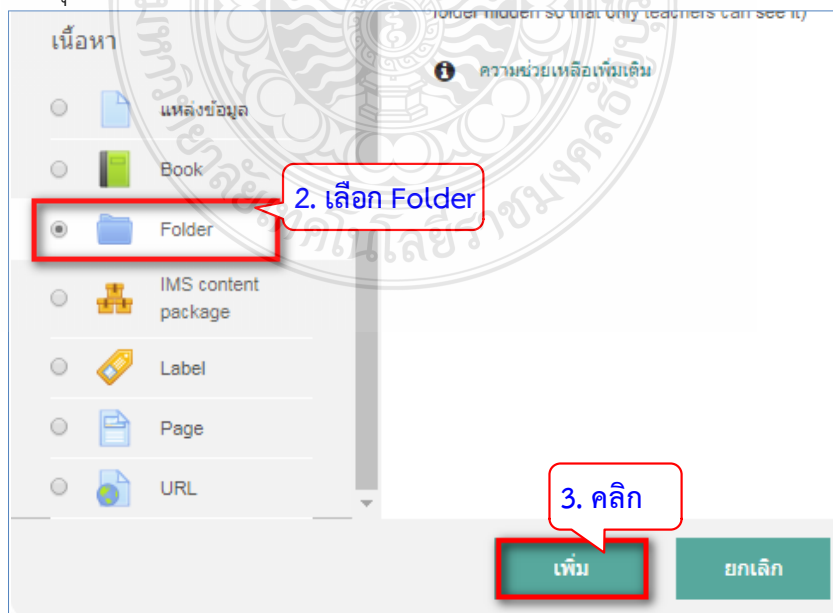 folder hidden so that only teachers can see it)
เนื้อหา
ความช่วยเหลือเพิ่มเติม
แหล่งข้อมูล
Book
2. เลือก Folder
Folder
IMS content
package
Label
Page
URL
3. คลิก
เพิ่ม
ยกเลิก